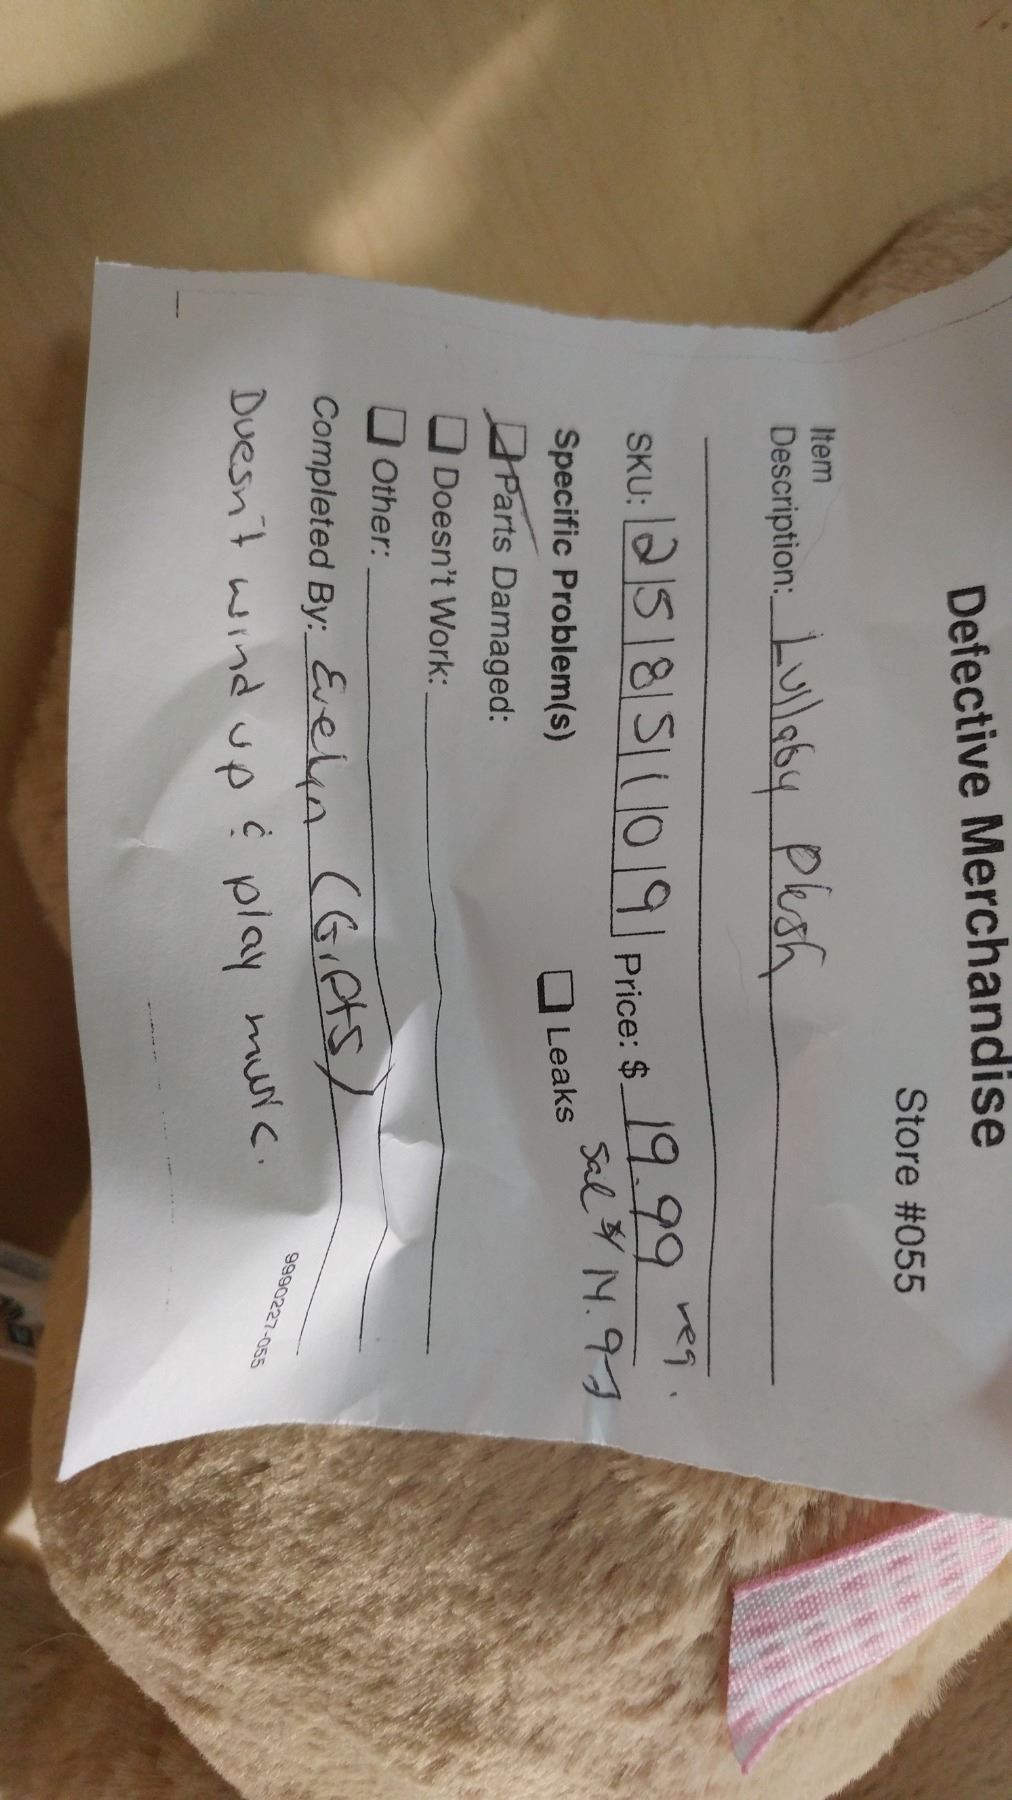 Defective Merchandise
Store #055
Item
Description: Lullaby Plush
SKU: 2 5 8 5 1 0 9 Price: $ 19.99 reg.
Sale $14.97
Specific Problem(s)
Leaks
Parts Damaged:
Doesn't Work:
Other:
Completed By: Evelyn (Gifts)
Doesn't wind up & play music.
9990227-055